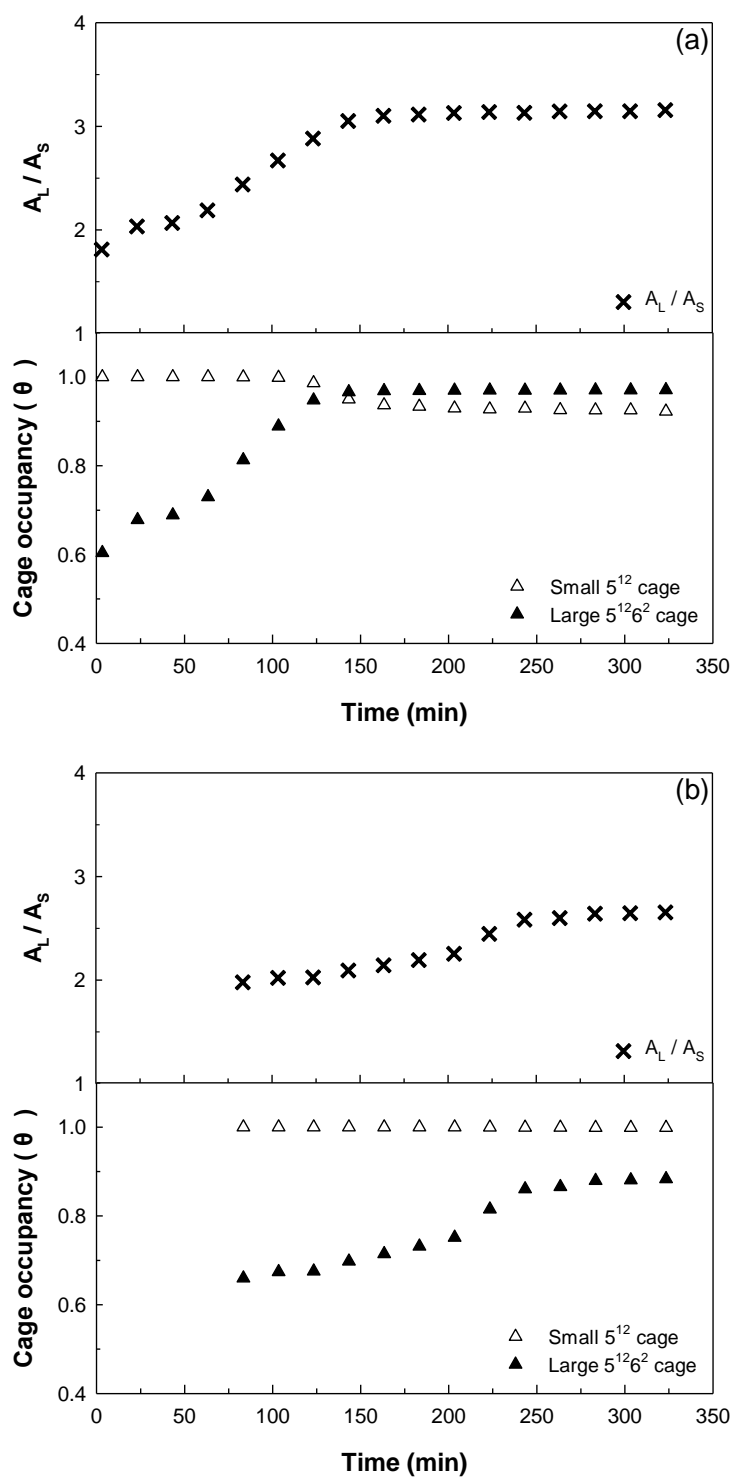 (a)
4
3
2
1
A_L / A_S
A_L / A_S
1.0
0.8
0.6
0.4
Cage occupancy ( θ )
Small 5^12 cage
Large 5^12 6^2 cage
0 50 100 150 200 250 300 350
Time (min)
(b)
4
3
2
1
A_L / A_S
A_L / A_S
1.0
0.8
0.6
0.4
Cage occupancy ( θ )
Small 5^12 cage
Large 5^12 6^2 cage
0 50 100 150 200 250 300 350
Time (min)